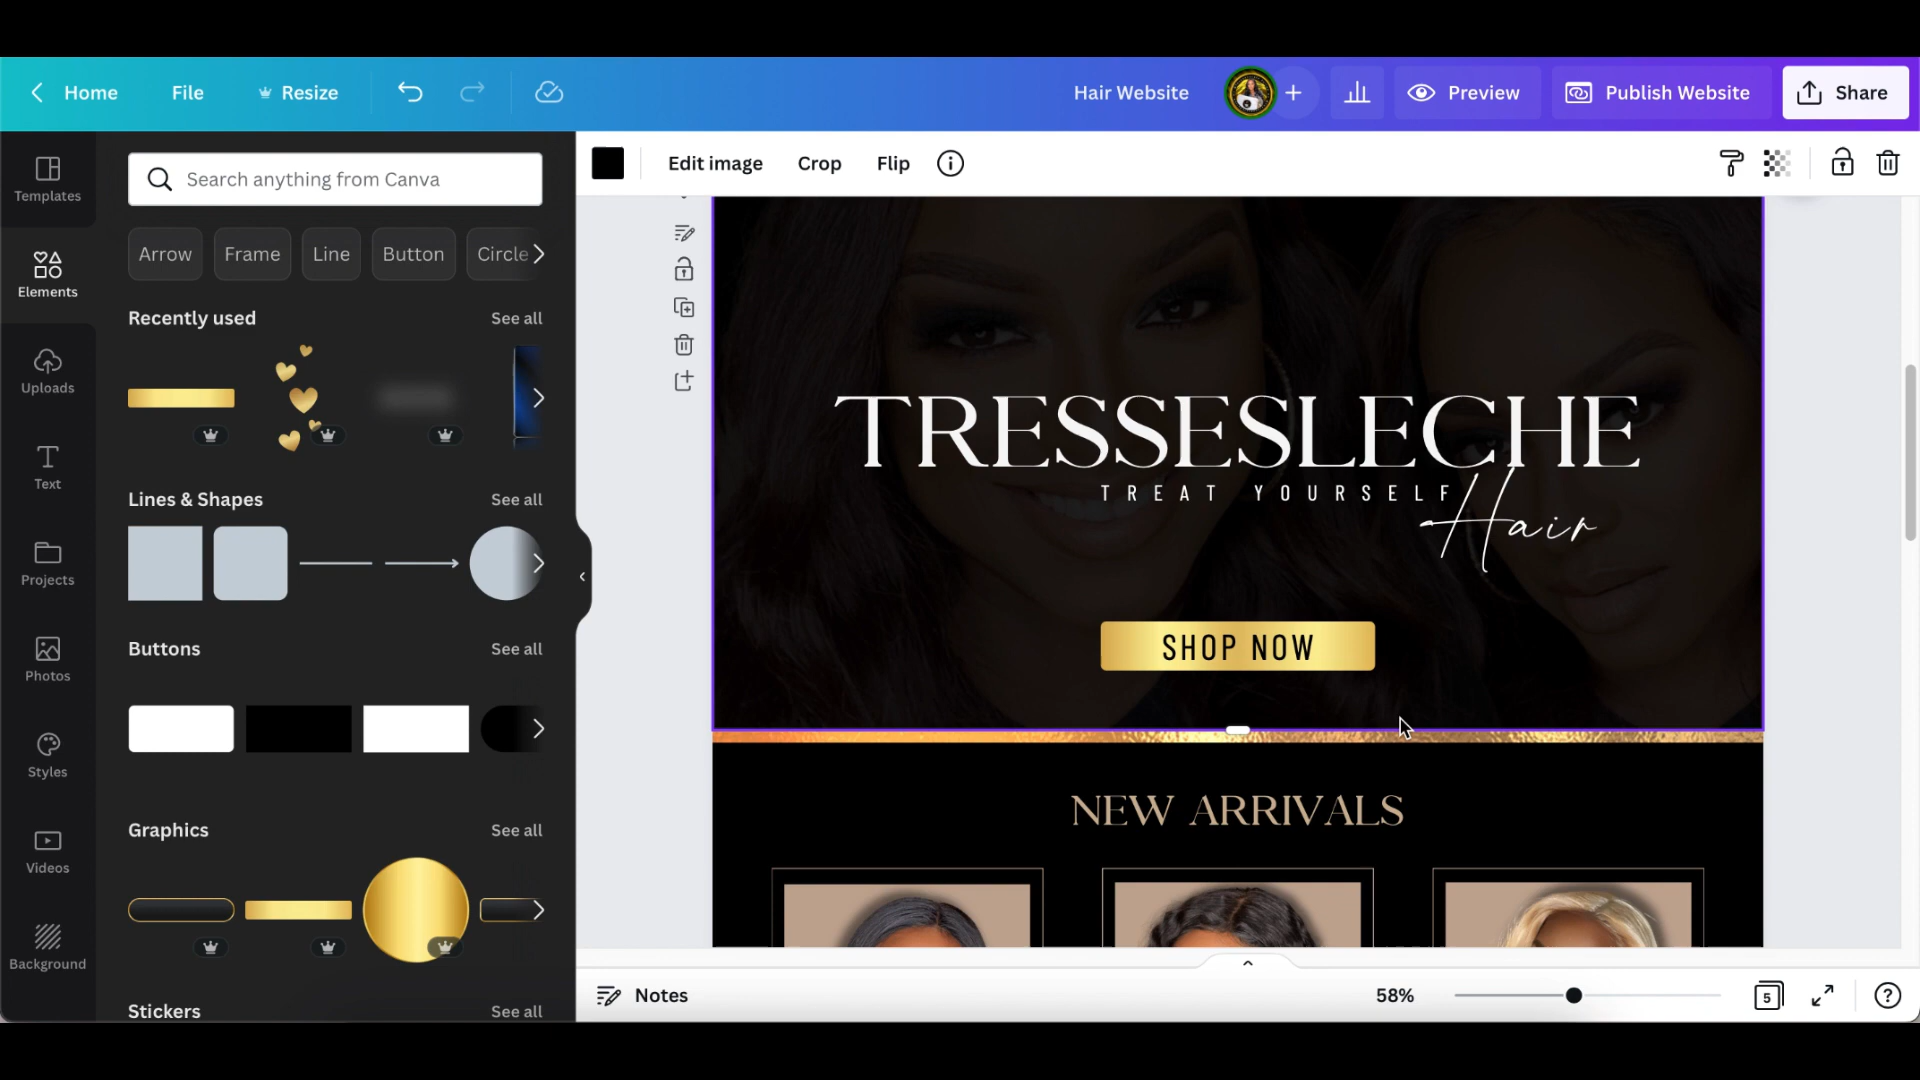 Home File Resize Hair Website Preview Publish Website Share
Templates
Elements
Uploads
Text
Projects
Photos
Styles
Videos
Background
Search anything from Canva
Arrow Frame Line Button Circle
Recently used See all
Lines & Shapes See all
Buttons See all
Graphics See all
Stickers See all
Edit image Crop Flip
TRESSESLECHE
TREAT YOURSELF
Hair
SHOP NOW
NEW ARRIVALS
Notes 58% 5